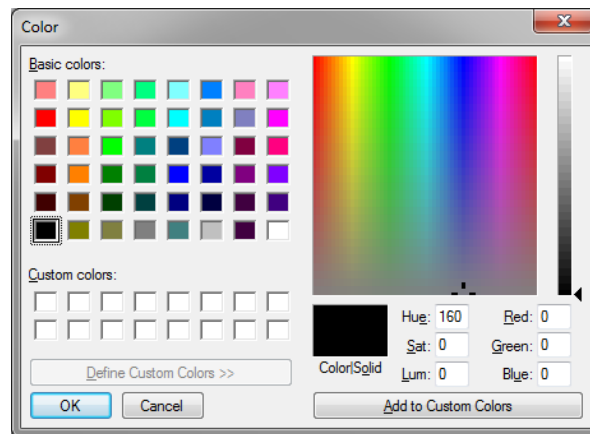 Color
Basic colors:
Custom colors:
Define Custom Colors >>
OK
Cancel
Color|Solid
Hue: 160
Sat: 0
Lum: 0
Red: 0
Green: 0
Blue: 0
Add to Custom Colors